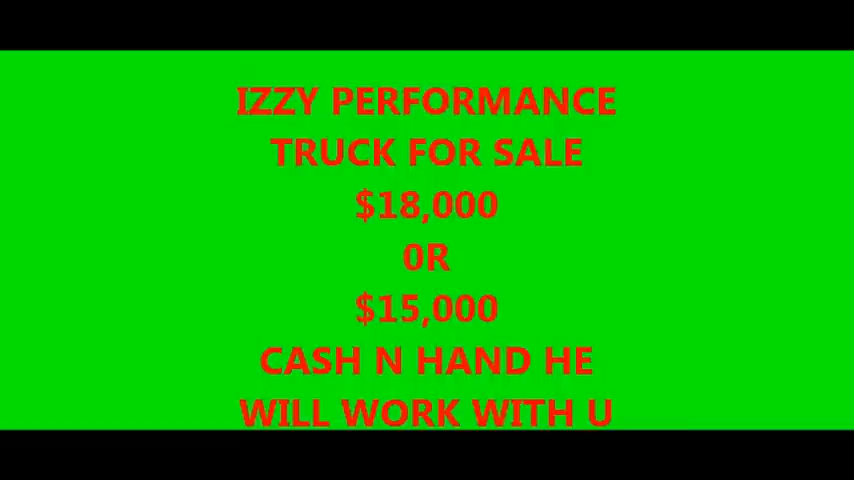 IZZY PERFORMANCE
TRUCK FOR SALE
$18,000
0R
$15,000
CASH N HAND HE
WILL WORK WITH U